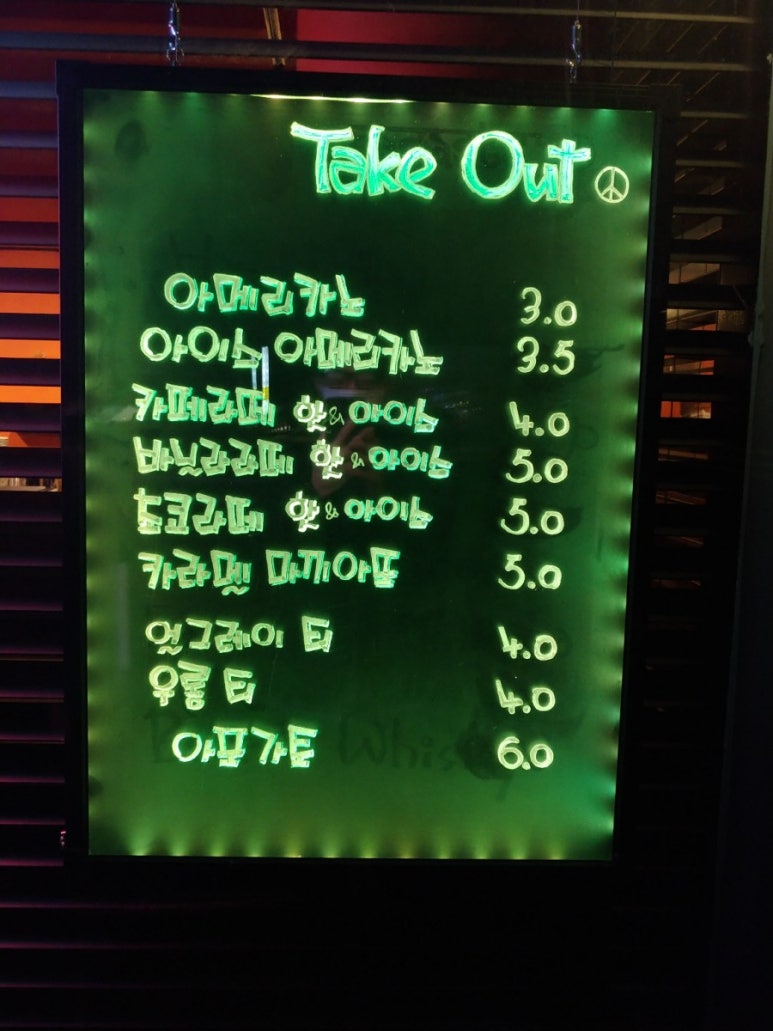 Take Out
아메리카노 3.0
아이스 아메리카노 3.5
카페라떼 핫 & 아이스 4.0
바닐라라떼 핫 & 아이스 5.0
초코라떼 핫 & 아이스 5.0
카라멜 마끼아또 5.0
얼그레이 티 4.0
우롱 티 4.0
아포가토 6.0